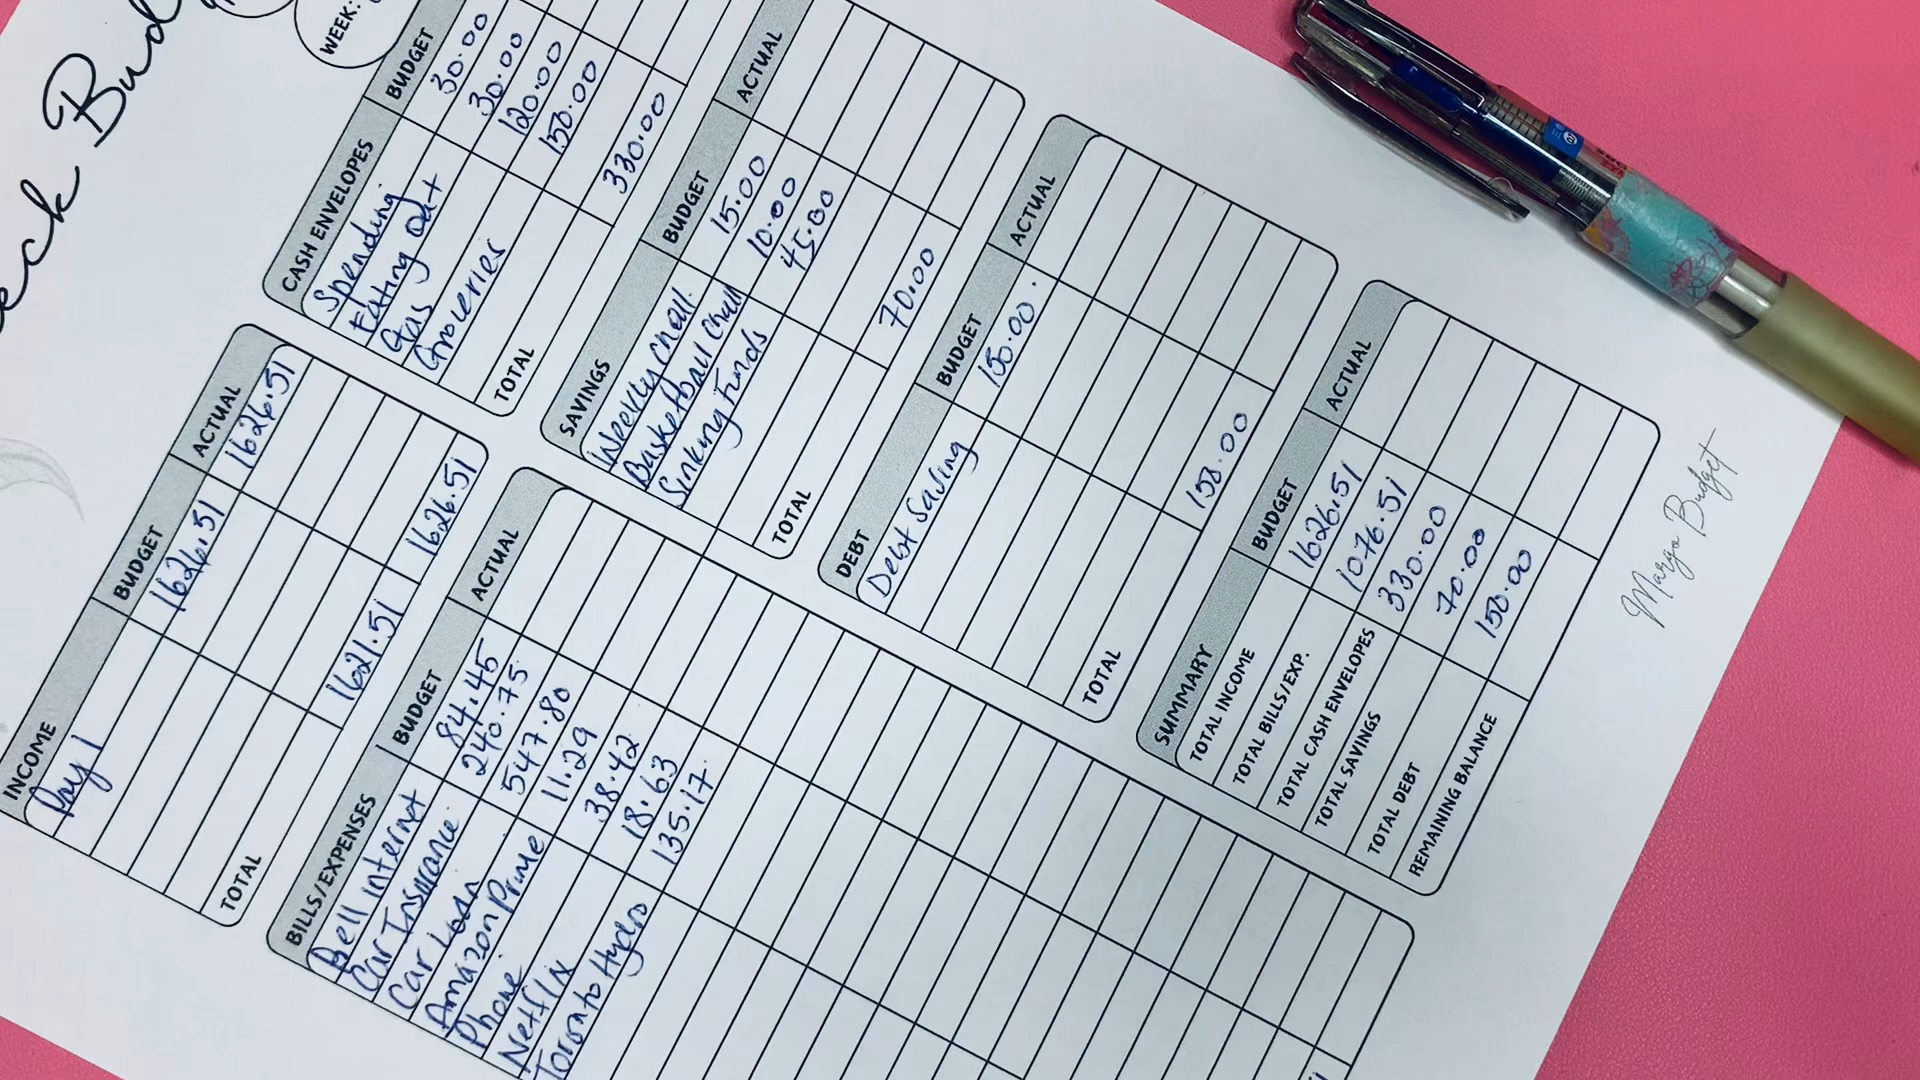 eck Bud
WEEK:
INCOME BUDGET ACTUAL
Pay 1 1626.51 1626.51
TOTAL 1621.51 1626.51
BILLS/EXPENSES BUDGET ACTUAL
Bell Internet 84.45
Car Insurance 240.75
Car Loan 547.80
Amazon Prime 11.29
Phone 38.42
Netflix 18.63
Toronto Hydro 135.17
CASH ENVELOPES BUDGET
Spending 30.00
Eating Out 30.00
Gas 120.00
Groceries 150.00
TOTAL 330.00
SAVINGS BUDGET ACTUAL
Weekly Chall. 15.00
Basketball Chall 10.00
Sinking Funds 45.00
TOTAL 70.00
DEBT BUDGET ACTUAL
Debt Saving 150.00
TOTAL 150.00
SUMMARY BUDGET ACTUAL
TOTAL INCOME 1626.51
TOTAL BILLS/EXP. 1076.51
TOTAL CASH ENVELOPES 330.00
TOTAL SAVINGS 70.00
TOTAL DEBT 150.00
REMAINING BALANCE
Margo Budget